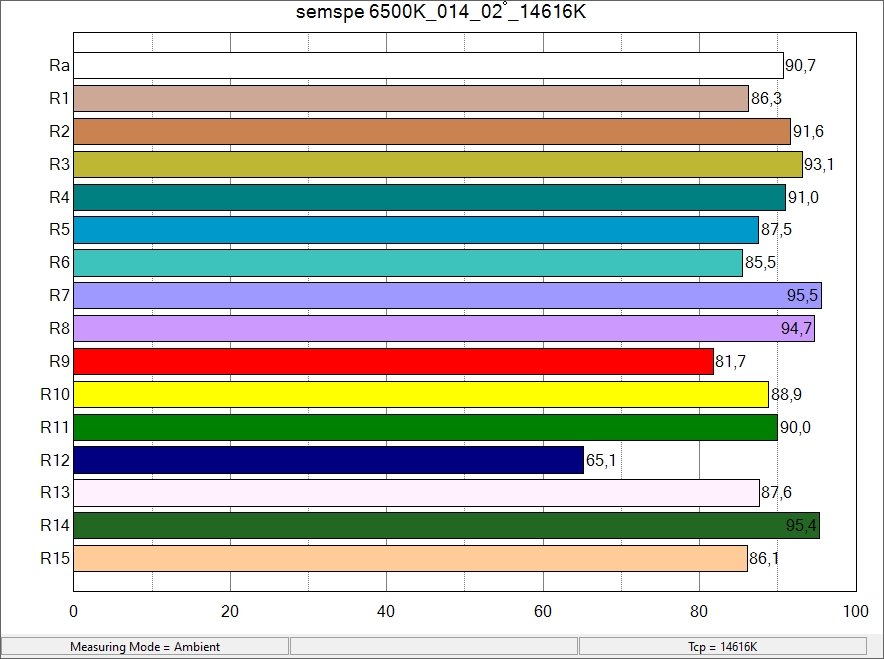 semspe 6500K_014_02°_14616K
Ra 90,7
R1 86,3
R2 91,6
R3 93,1
R4 91,0
R5 87,5
R6 85,5
R7 95,5
R8 94,7
R9 81,7
R10 88,9
R11 90,0
R12 65,1
R13 87,6
R14 95,4
R15 86,1
0 20 40 60 80 100
Measuring Mode = Ambient Tcp = 14616K